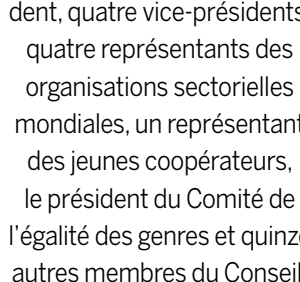 dent, quatre vice-présidents
quatre représentants des
organisations sectorielles
mondiales, un représentant
des jeunes coopérateurs,
le président du Comité de
l'égalité des genres et quinze
autres membres du Conseil